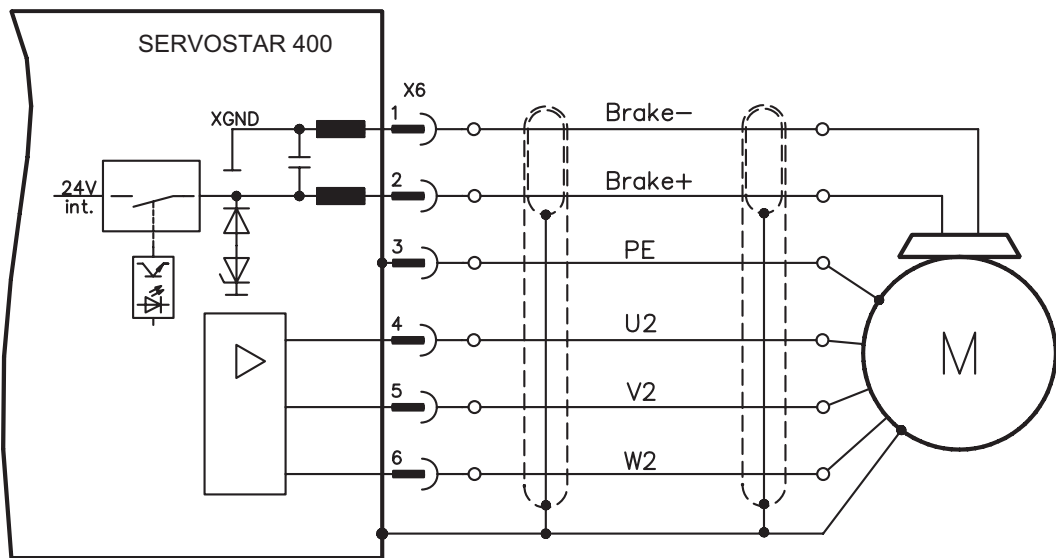 SERVOSTAR 400
X6
XGND
1
Brake-
24V
int.
2
Brake+
3
PE
4
U2
M
5
V2
6
W2